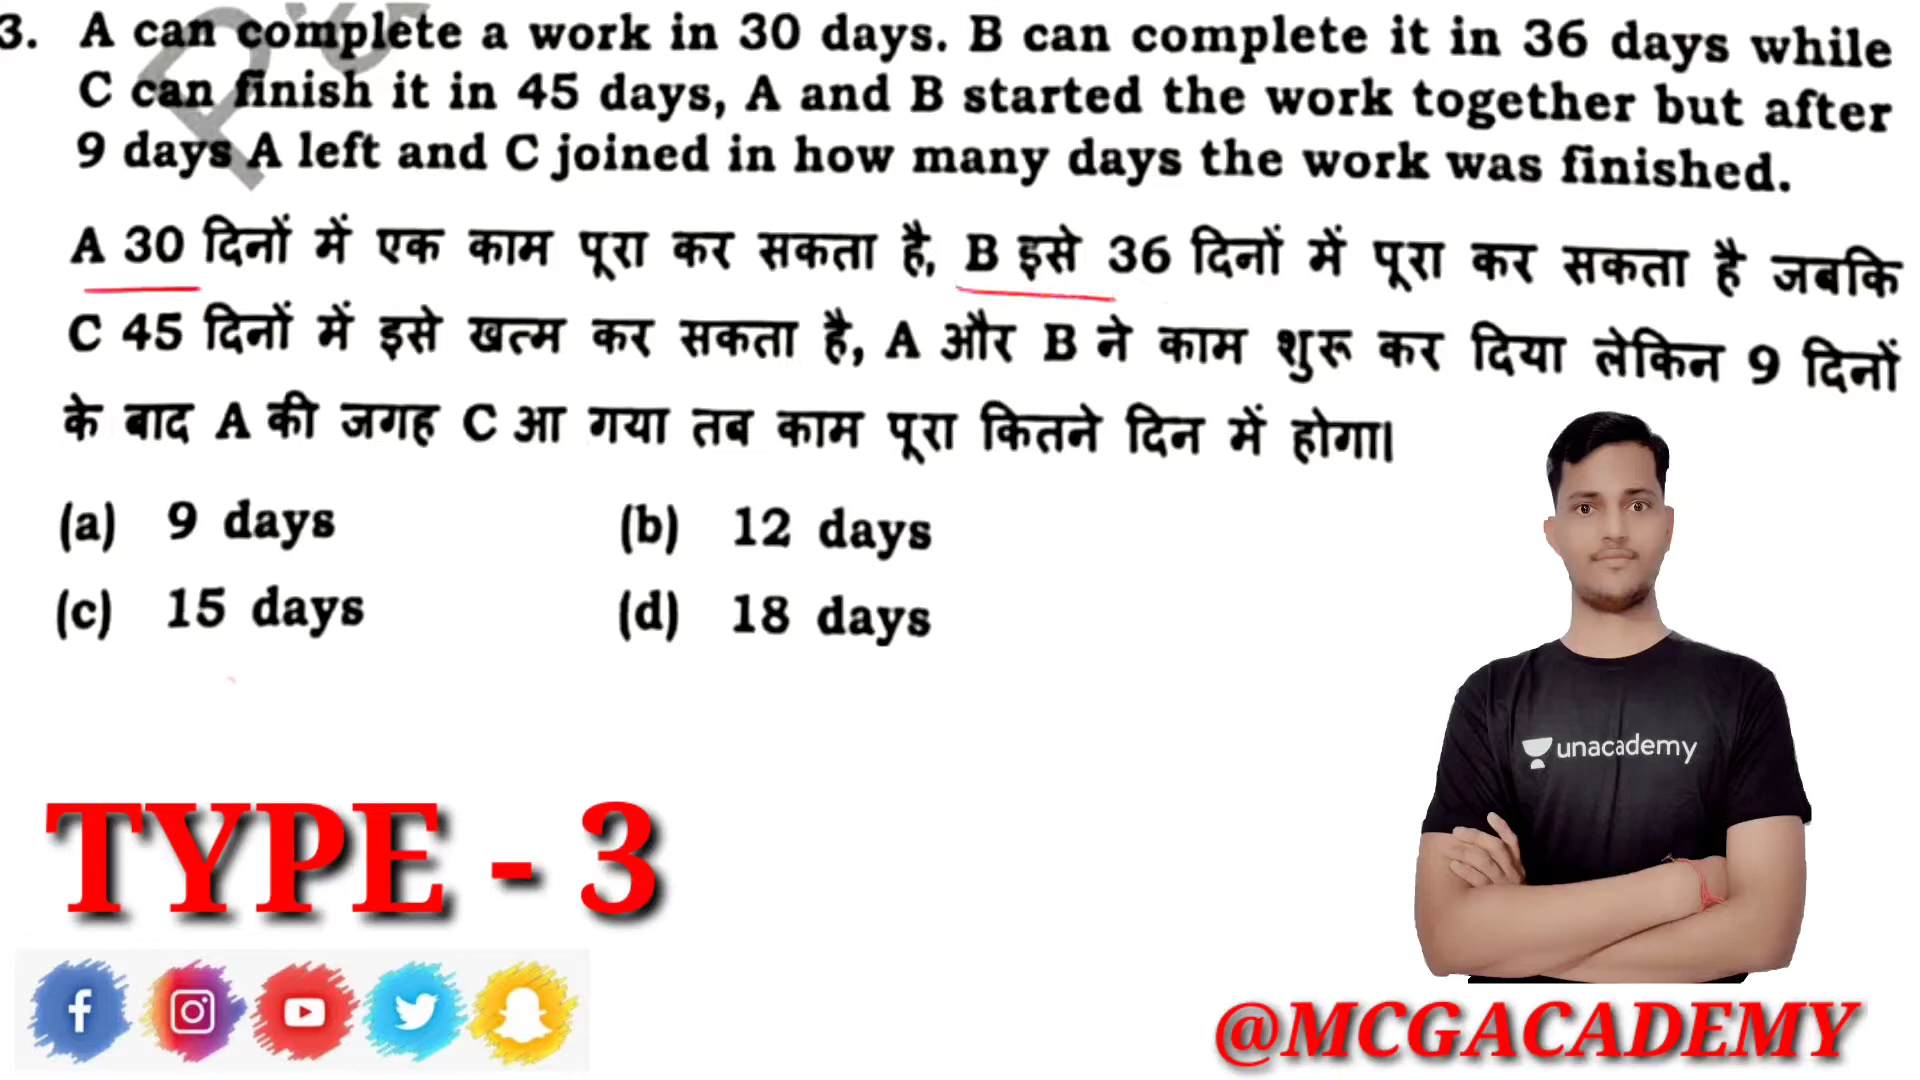 3. A can complete a work in 30 days. B can complete it in 36 days while
C can finish it in 45 days, A and B started the work together but after
9 days A left and C joined in how many days the work was finished.
A 30 दिनों में एक काम पूरा कर सकता है, B इसे 36 दिनों में पूरा कर सकता है जबकि
C 45 दिनों में इसे खत्म कर सकता है, A और B ने काम शुरू कर दिया लेकिन 9 दिनों
के बाद A की जगह C आ गया तब काम पूरा कितने दिन में होगा।
(a) 9 days (b) 12 days
(c) 15 days (d) 18 days
unacademy
TYPE - 3
@MCGACADEMY